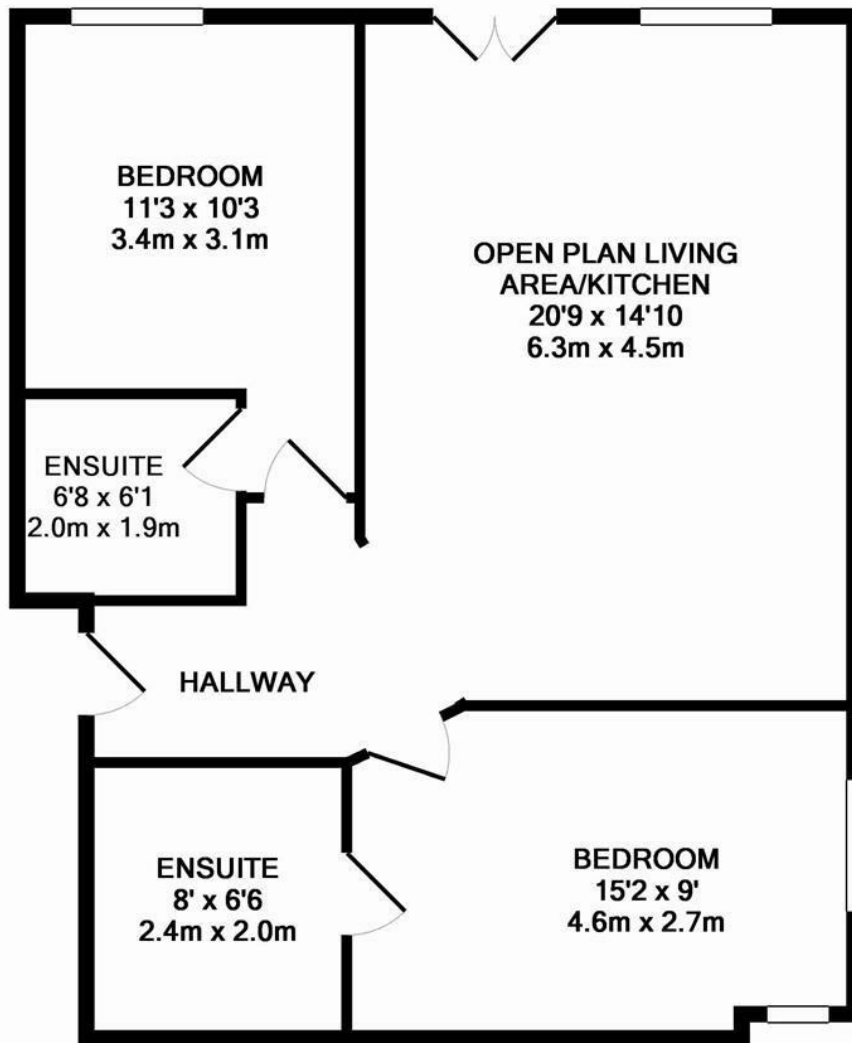 BEDROOM
11'3 x 10'3
3.4m x 3.1m
OPEN PLAN LIVING
AREA/KITCHEN
20'9 x 14'10
6.3m x 4.5m
ENSUITE
6'8 x 6'1
2.0m x 1.9m
HALLWAY
ENSUITE
8' x 6'6
2.4m x 2.0m
BEDROOM
15'2 x 9'
4.6m x 2.7m